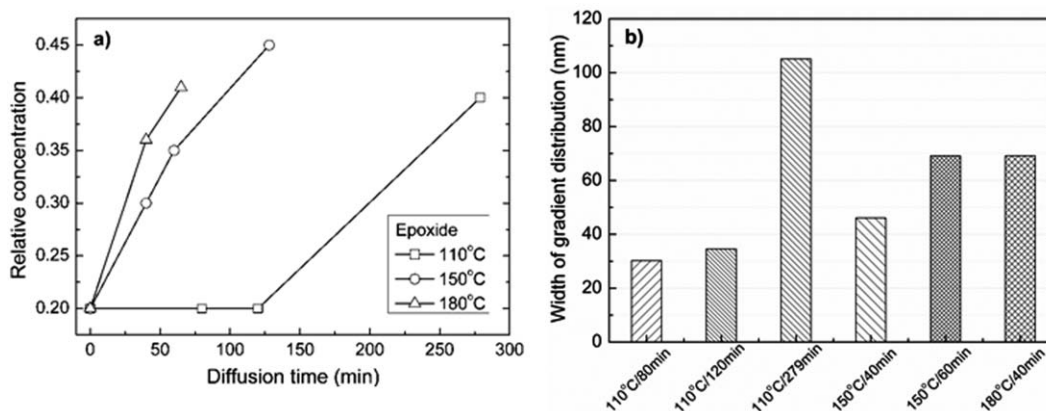 a)
Relative concentration
0.45
0.40
0.35
0.30
0.25
0.20
Epoxide
110°C
150°C
180°C
0 50 100 150 200 250 300
Diffusion time (min)
b)
Width of gradient distribution (nm)
120
100
80
60
40
20
0
110°C/80min
110°C/120min
110°C/279min
150°C/40min
150°C/60min
180°C/40min